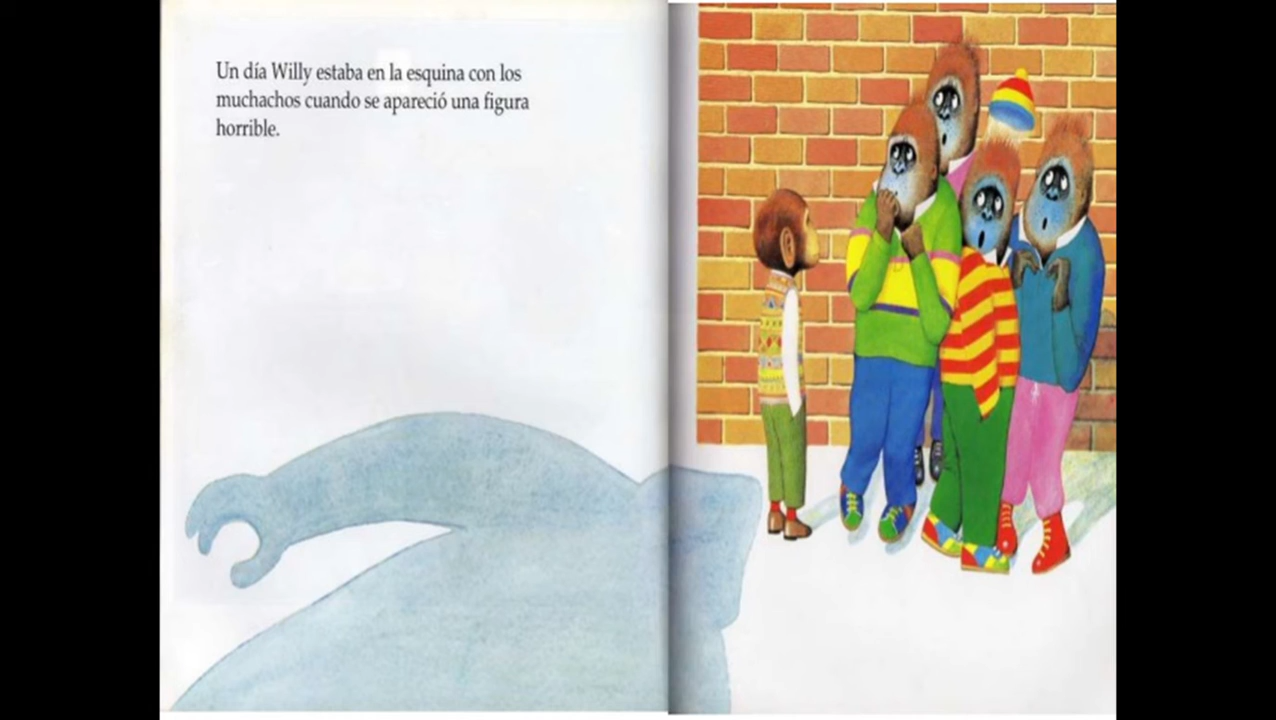 Un día Willy estaba en la esquina con los
muchachos cuando se apareció una figura
horrible.